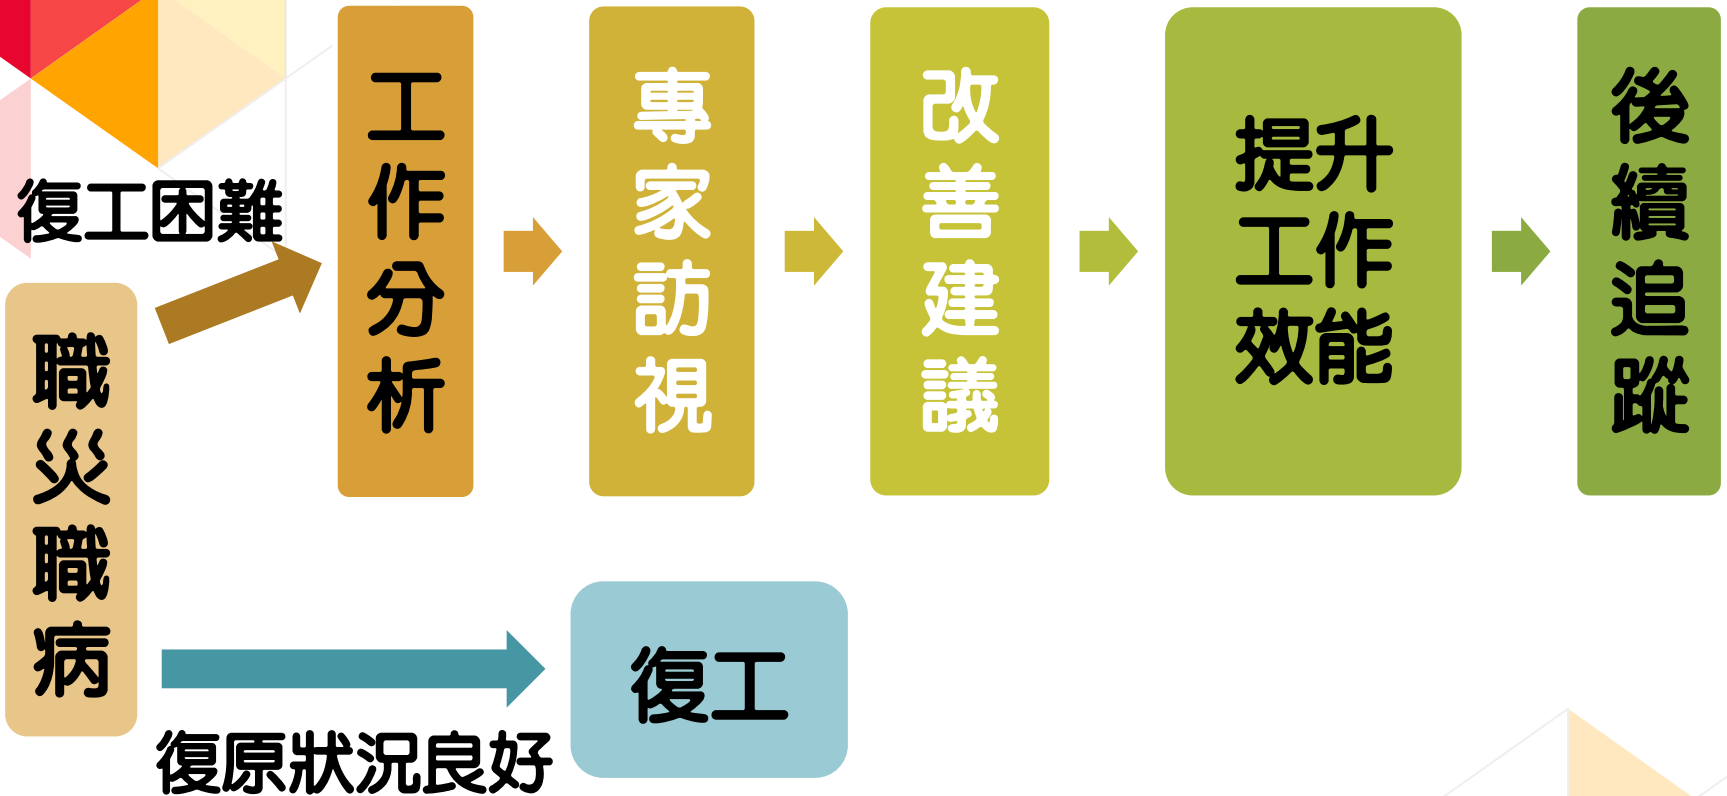 復工困難
職災職病
工作分析
專家訪視
改善建議
提升
工作
效能
後續追蹤
復工
復原狀況良好